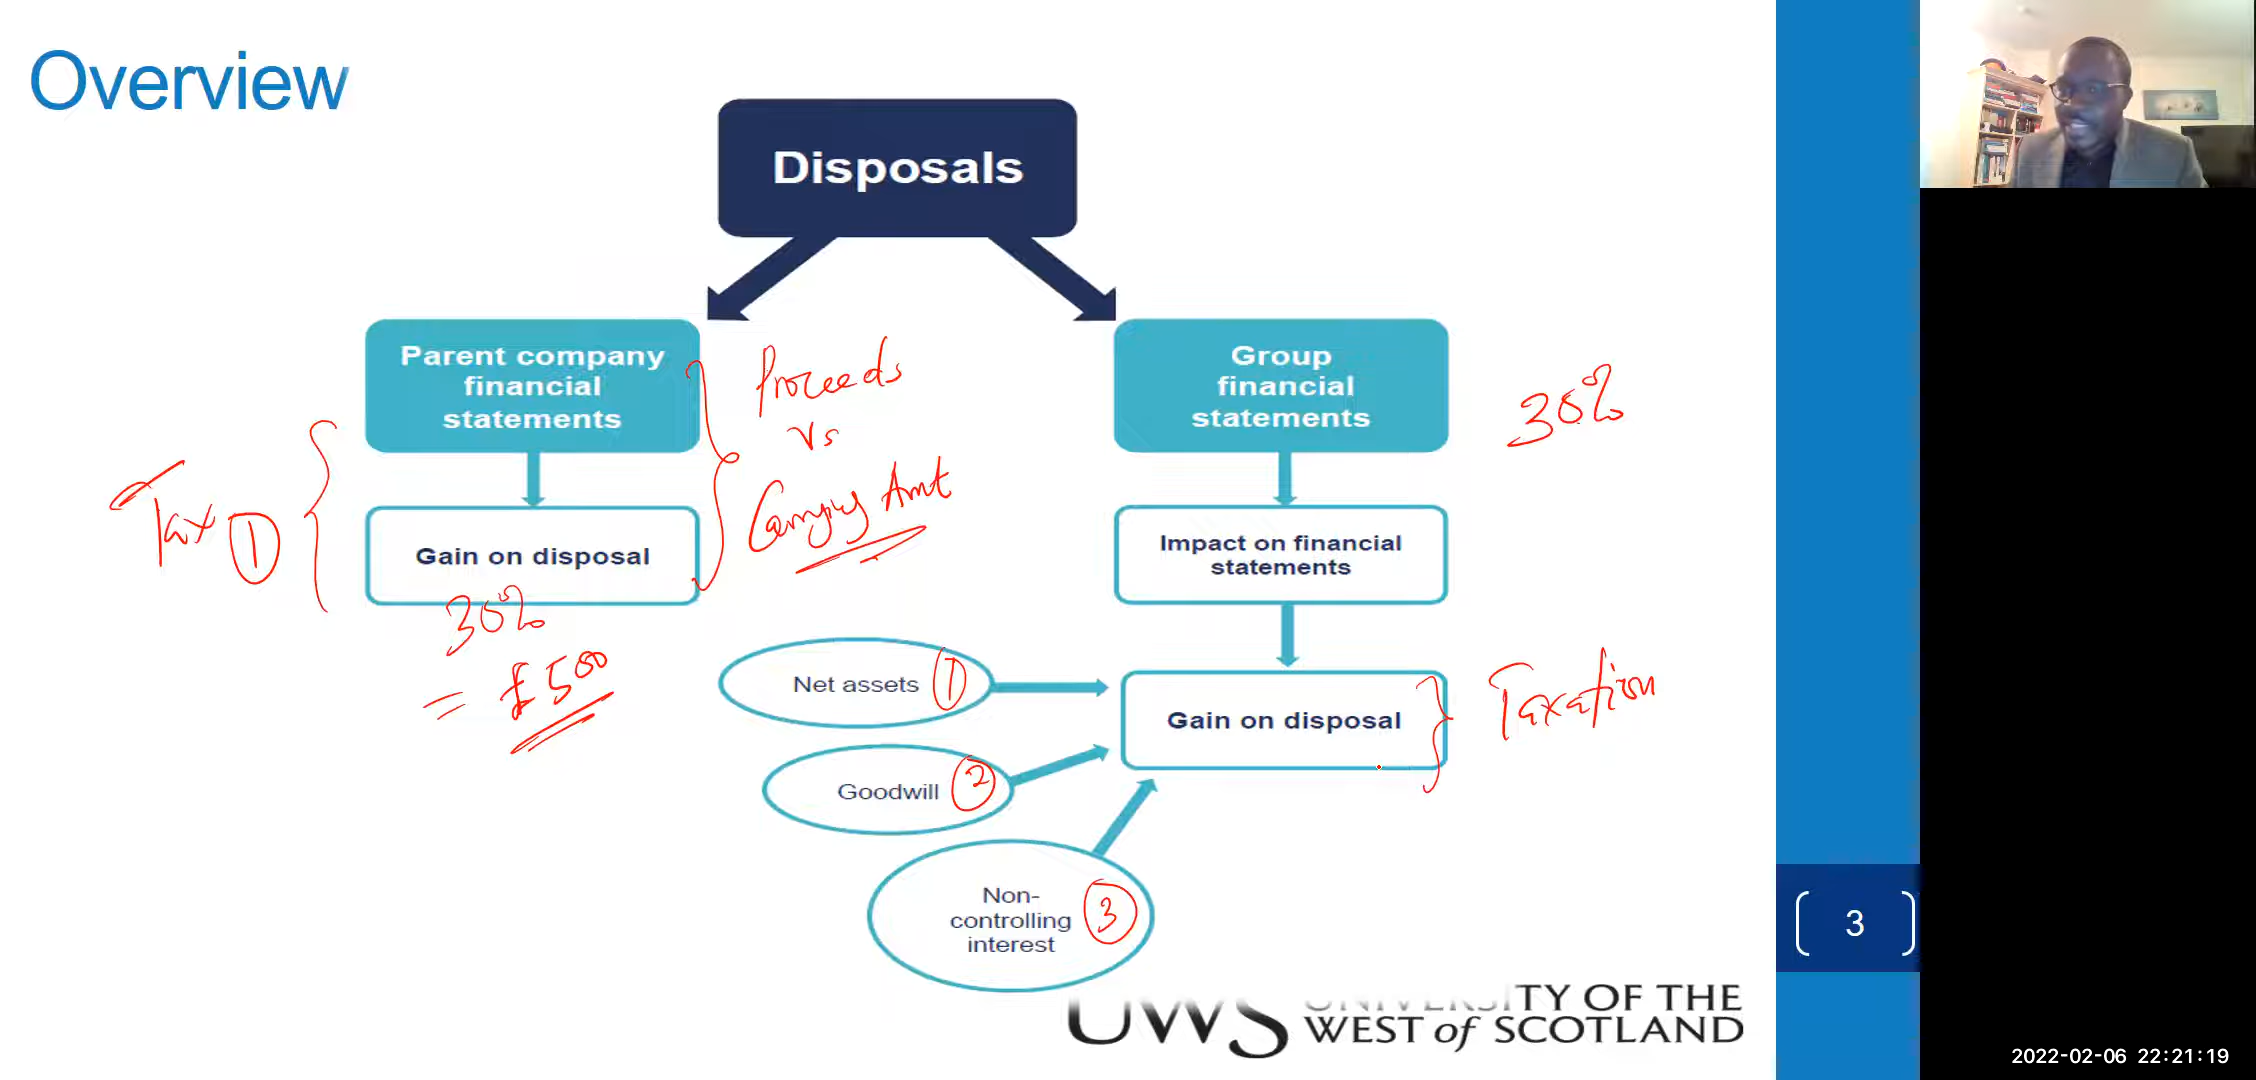 Overview
Disposals
Parent company
financial
statements
Proceeds
vs
Carrying Amt
Group
financial
statements
30%
Tax 1
Gain on disposal
30%
= £500
Impact on financial
statements
Net assets 1
Goodwill 2
Non-
controlling
interest
3
Gain on disposal
Taxation
UWS UNIVERSITY OF THE
WEST of SCOTLAND
3
2022-02-06 22:21:19